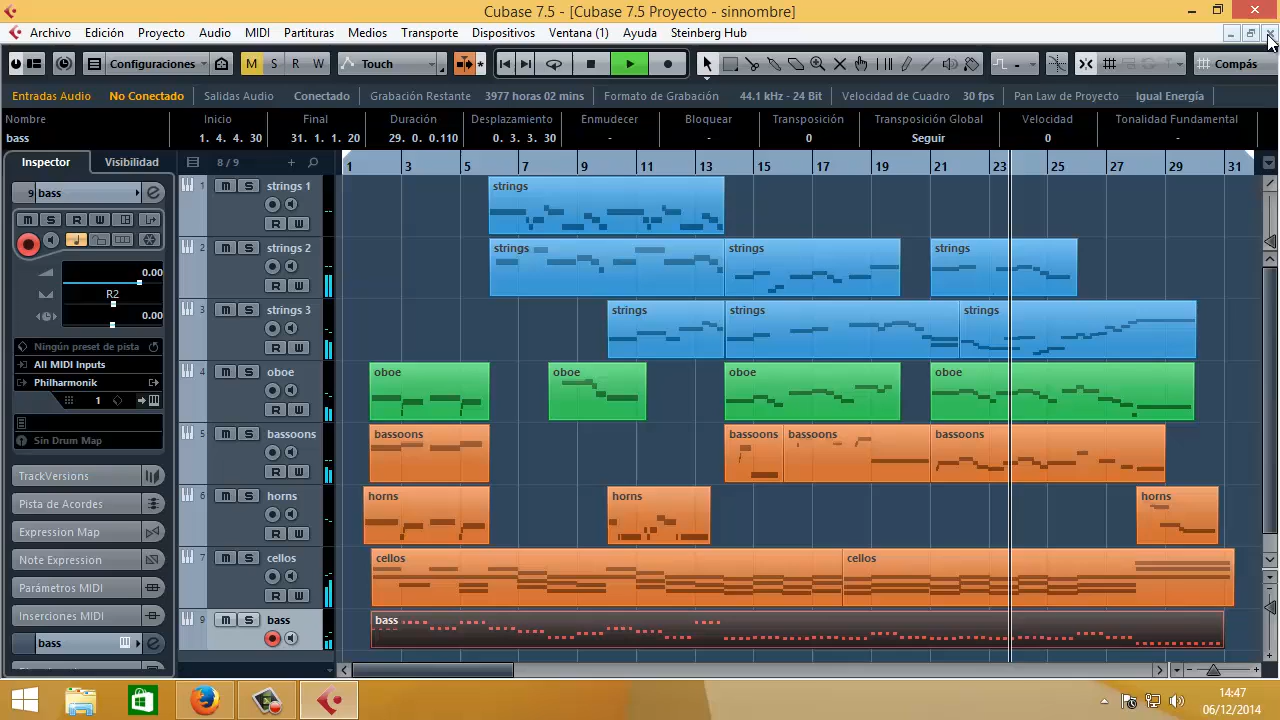 Cubase 7.5 - [Cubase 7.5 Proyecto - sinnombre]
Archivo Edición Proyecto Audio MIDI Partituras Medios Transporte Dispositivos Ventana (1) Ayuda Steinberg Hub
Configuraciones M S R W Touch Compás
Entradas Audio No Conectado Salidas Audio Conectado Grabación Restante 3977 horas 02 mins Formato de Grabación 44.1 kHz - 24 Bit Velocidad de Cuadro 30 fps Pan Law de Proyecto Igual Energía
Nombre Inicio Final Duración Desplazamiento Enmudecer Bloquear Transposición Transposición Global Velocidad Tonalidad Fundamental
bass 1. 4. 4. 30 31. 1. 1. 20 29. 0. 0.110 0. 3. 3. 30 - - 0 Seguir 0 -
Inspector Visibilidad 8 / 9 + 1 3 5 7 9 11 13 15 17 19 21 23 25 27 29 31
9 bass
m S R W
0.00
R2
0.00
Ningún preset de pista
All MIDI Inputs
Philharmonik
1
Sin Drum Map
TrackVersions
Pista de Acordes
Expression Map
Note Expression
Parámetros MIDI
Inserciones MIDI
bass
1 m S strings 1 strings
R W
2 m S strings 2 strings strings strings
R W
3 m S strings 3 strings strings strings
R W
4 m S oboe oboe oboe oboe oboe
R W
5 m S bassoons bassoons bassoons bassoons bassoons
R W
6 m S horns horns horns horns
R W
7 m S cellos cellos cellos
R W
9 m S bass bass
14:47
06/12/2014